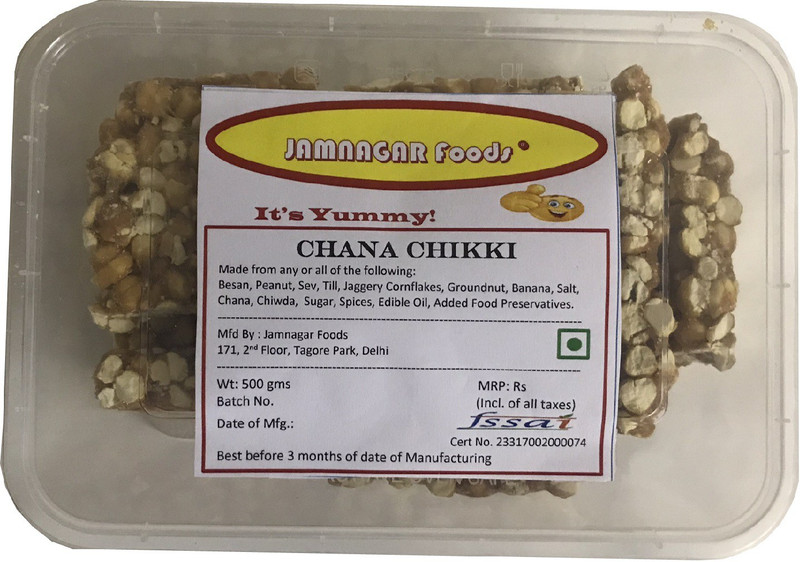 JAMNAGAR Foods®
It's Yummy!
CHANA CHIKKI
Made from any or all of the following:
Besan, Peanut, Sev, Till, Jaggery Cornflakes, Groundnut, Banana, Salt,
Chana, Chiwda, Sugar, Spices, Edible Oil, Added Food Preservatives.
Mfd By : Jamnagar Foods
171, 2nd Floor, Tagore Park, Delhi
Wt: 500 gms
MRP: Rs
Batch No.
(Incl. of all taxes)
Date of Mfg.:
fssai
Cert No. 23317002000074
Best before 3 months of date of Manufacturing